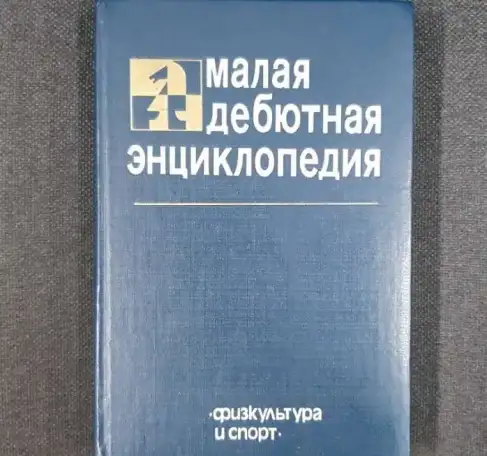 малая
дебютная
энциклопедия
·физкультура
и спорт·